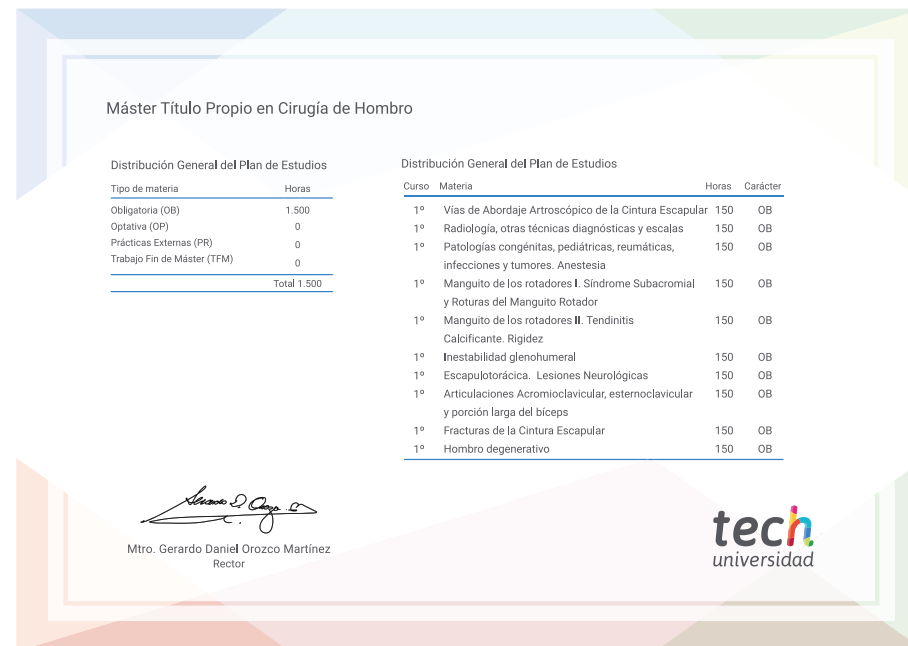 Máster Título Propio en Cirugía de Hombro
Distribución General del Plan de Estudios
Tipo de materia Horas
Obligatoria (OB) 1.500
Optativa (OP) 0
Prácticas Externas (PR) 0
Trabajo Fin de Máster (TFM) 0
Total 1.500
Distribución General del Plan de Estudios
Curso Materia Horas Carácter
1º Vías de Abordaje Artroscópico de la Cintura Escapular 150 OB
1º Radiología, otras técnicas diagnósticas y escalas 150 OB
1º Patologías congénitas, pediátricas, reumáticas, 150 OB
infecciones y tumores. Anestesia
1º Manguito de los rotadores I. Síndrome Subacromial 150 OB
y Roturas del Manguito Rotador
1º Manguito de los rotadores II. Tendinitis 150 OB
Calcificante. Rigidez
1º Inestabilidad glenohumeral 150 OB
1º Escapulotorácica. Lesiones Neurológicas 150 OB
1º Articulaciones Acromioclavicular, esternoclavicular 150 OB
y porción larga del bíceps
1º Fracturas de la Cintura Escapular 150 OB
1º Hombro degenerativo 150 OB
Mtro. Gerardo Daniel Orozco Martínez
Rector
tech
universidad